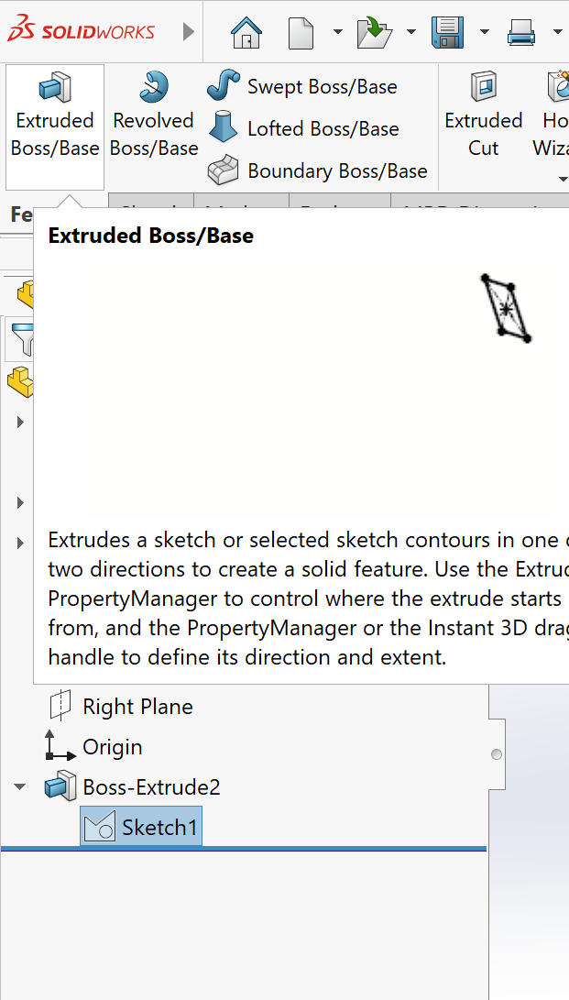 SOLIDWORKS
Extruded Boss/Base
Revolved Boss/Base
Swept Boss/Base
Lofted Boss/Base
Boundary Boss/Base
Extruded Cut
Ho
Wiza
Fe
Extruded Boss/Base
Extrudes a sketch or selected sketch contours in one o
two directions to create a solid feature. Use the Extrud
PropertyManager to control where the extrude starts
from, and the PropertyManager or the Instant 3D drag
handle to define its direction and extent.
Right Plane
Origin
Boss-Extrude2
Sketch1